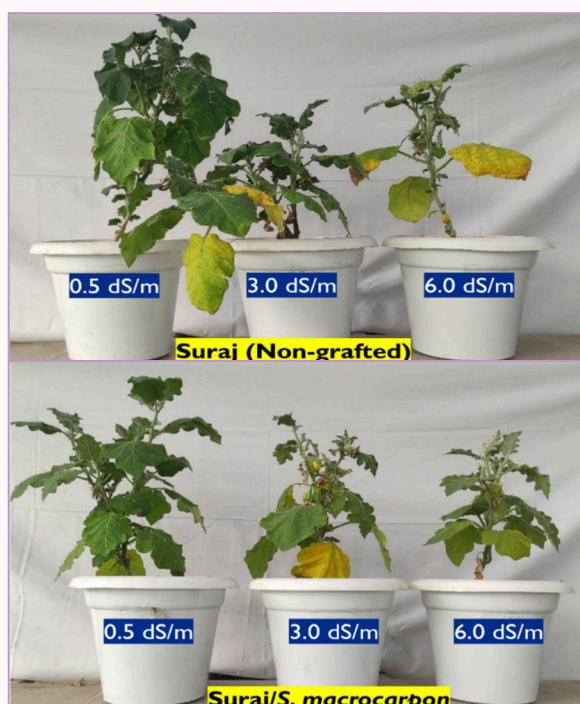 0.5 dS/m
3.0 dS/m
6.0 dS/m
Suraj (Non-grafted)
0.5 dS/m
3.0 dS/m
6.0 dS/m
Suraj/S. macrocarpon